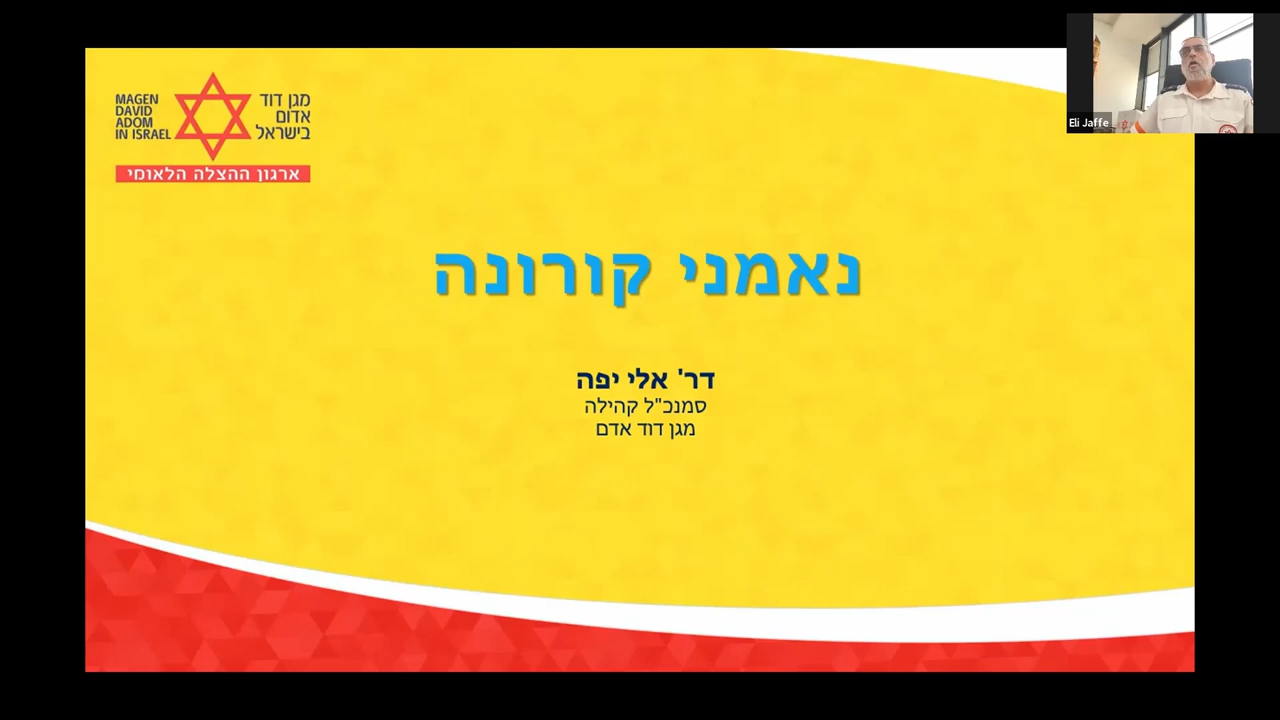 MAGEN
DAVID
ADOM
IN ISRAEL
מגן דוד
אדום
בישראל
ארגון ההצלה הלאומי
Eli Jaffe
נאמני קורונה
דר' אלי יפה
סמנכ"ל קהילה
מגן דוד אדם